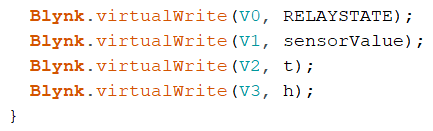 Blynk.virtualWrite(V0, RELAYSTATE);
Blynk.virtualWrite(V1, sensorValue);
Blynk.virtualWrite(V2, t);
Blynk.virtualWrite(V3, h);
}